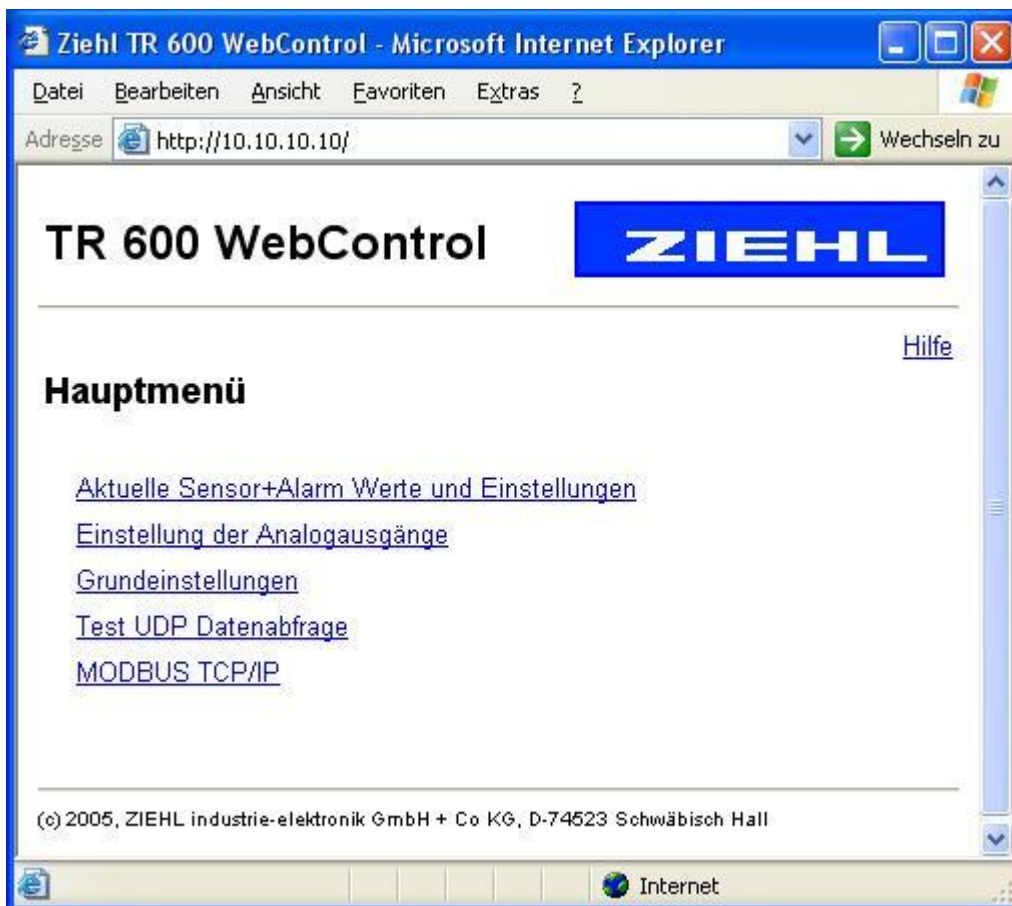 Ziehl TR 600 WebControl - Microsoft Internet Explorer
Datei Bearbeiten Ansicht Favoriten Extras ?
Adresse http://10.10.10.10/ Wechseln zu
TR 600 WebControl ZIEHL
Hilfe
Hauptmenü
Aktuelle Sensor+Alarm Werte und Einstellungen
Einstellung der Analogausgänge
Grundeinstellungen
Test UDP Datenabfrage
MODBUS TCP/IP
(c) 2005, ZIEHL industrie-elektronik GmbH + Co KG, D-74523 Schwäbisch Hall
Internet